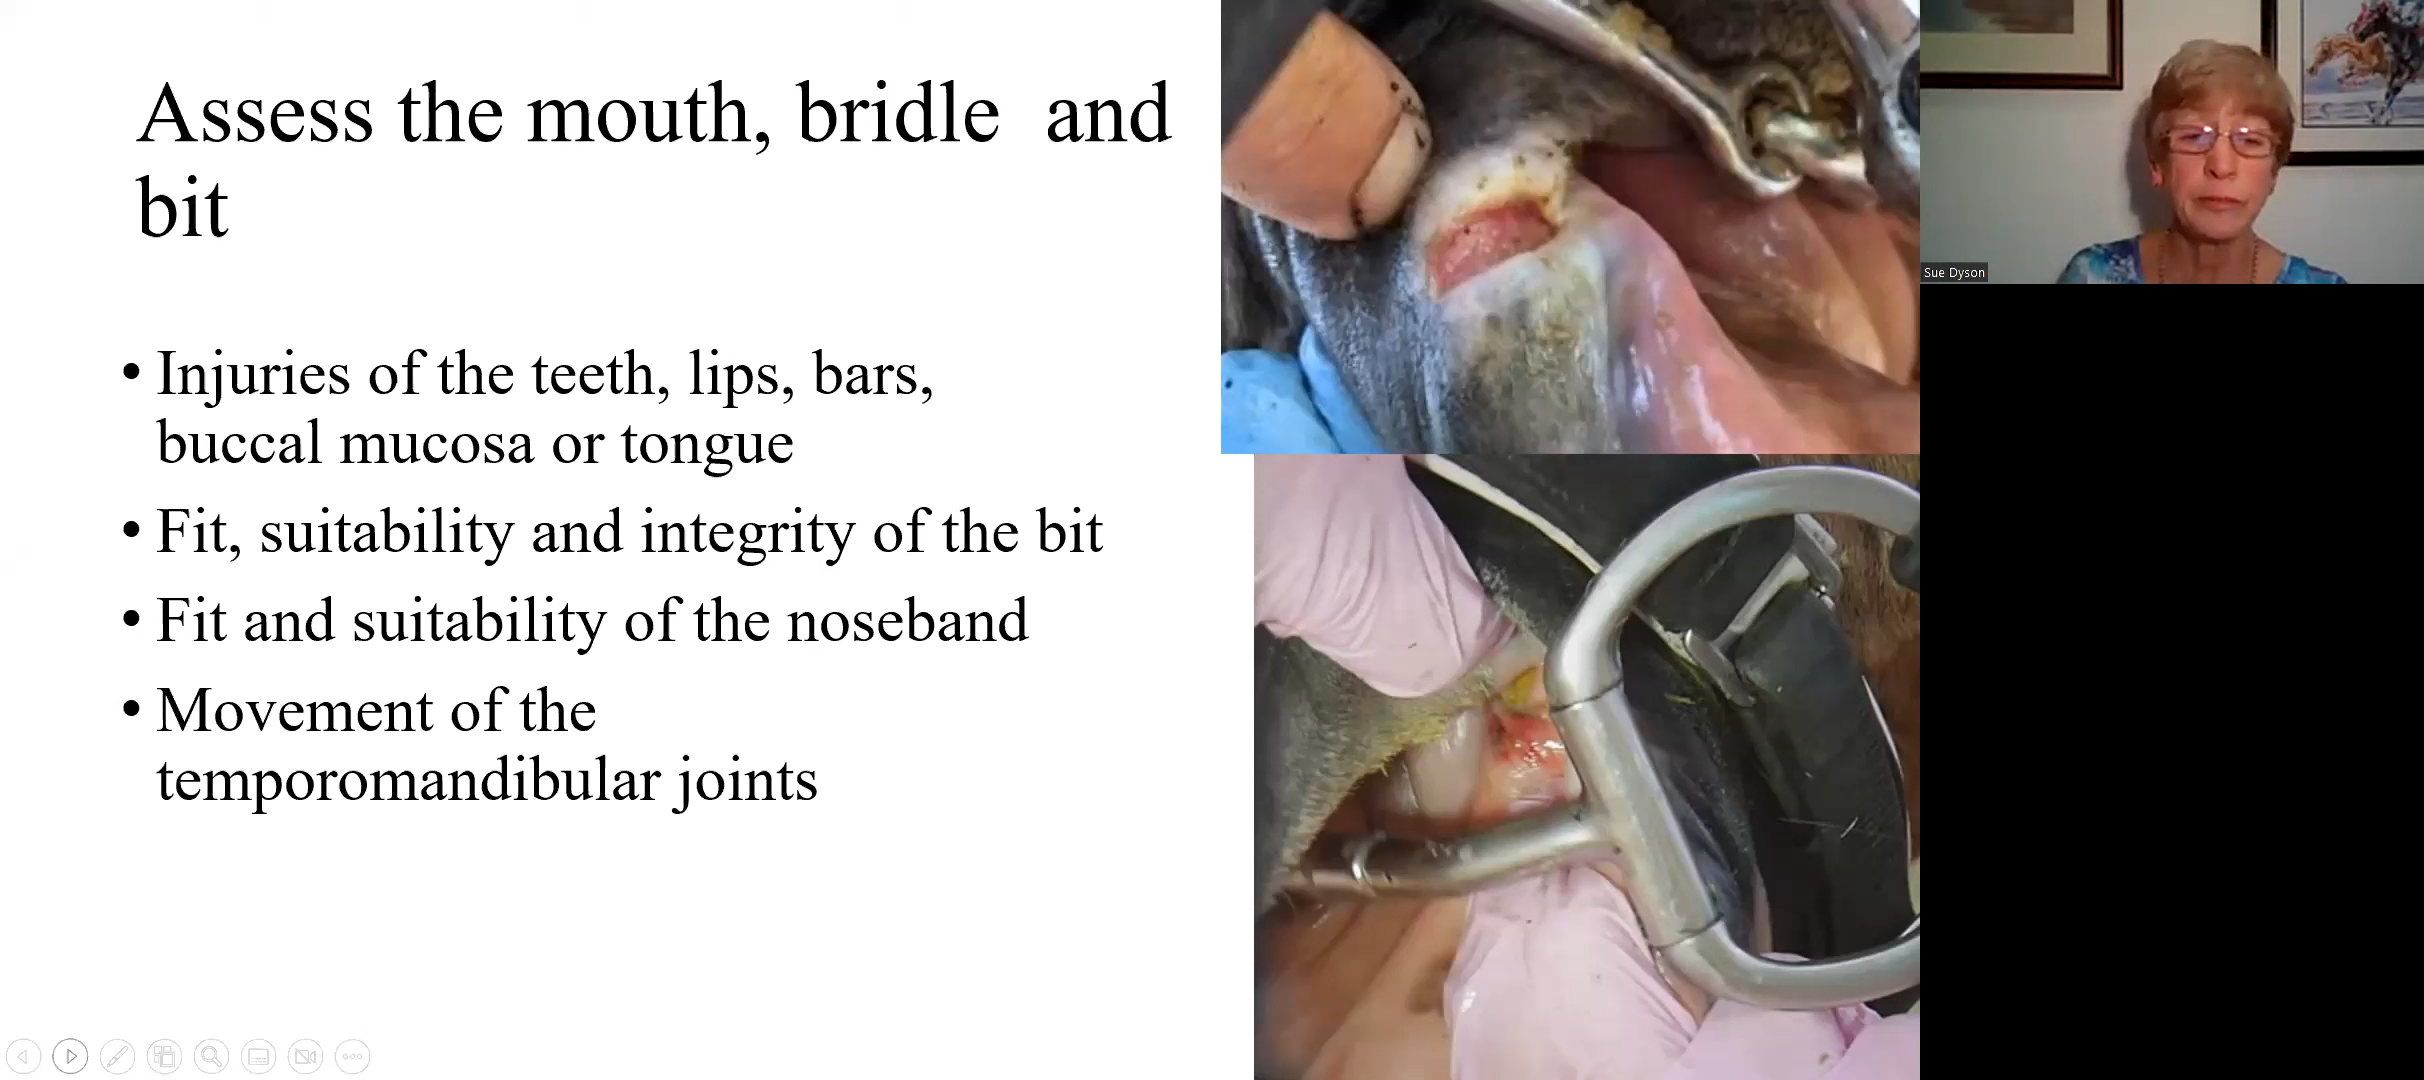 Assess the mouth, bridle and
bit
• Injuries of the teeth, lips, bars,
buccal mucosa or tongue
• Fit, suitability and integrity of the bit
• Fit and suitability of the noseband
• Movement of the
temporomandibular joints
Sue Dyson